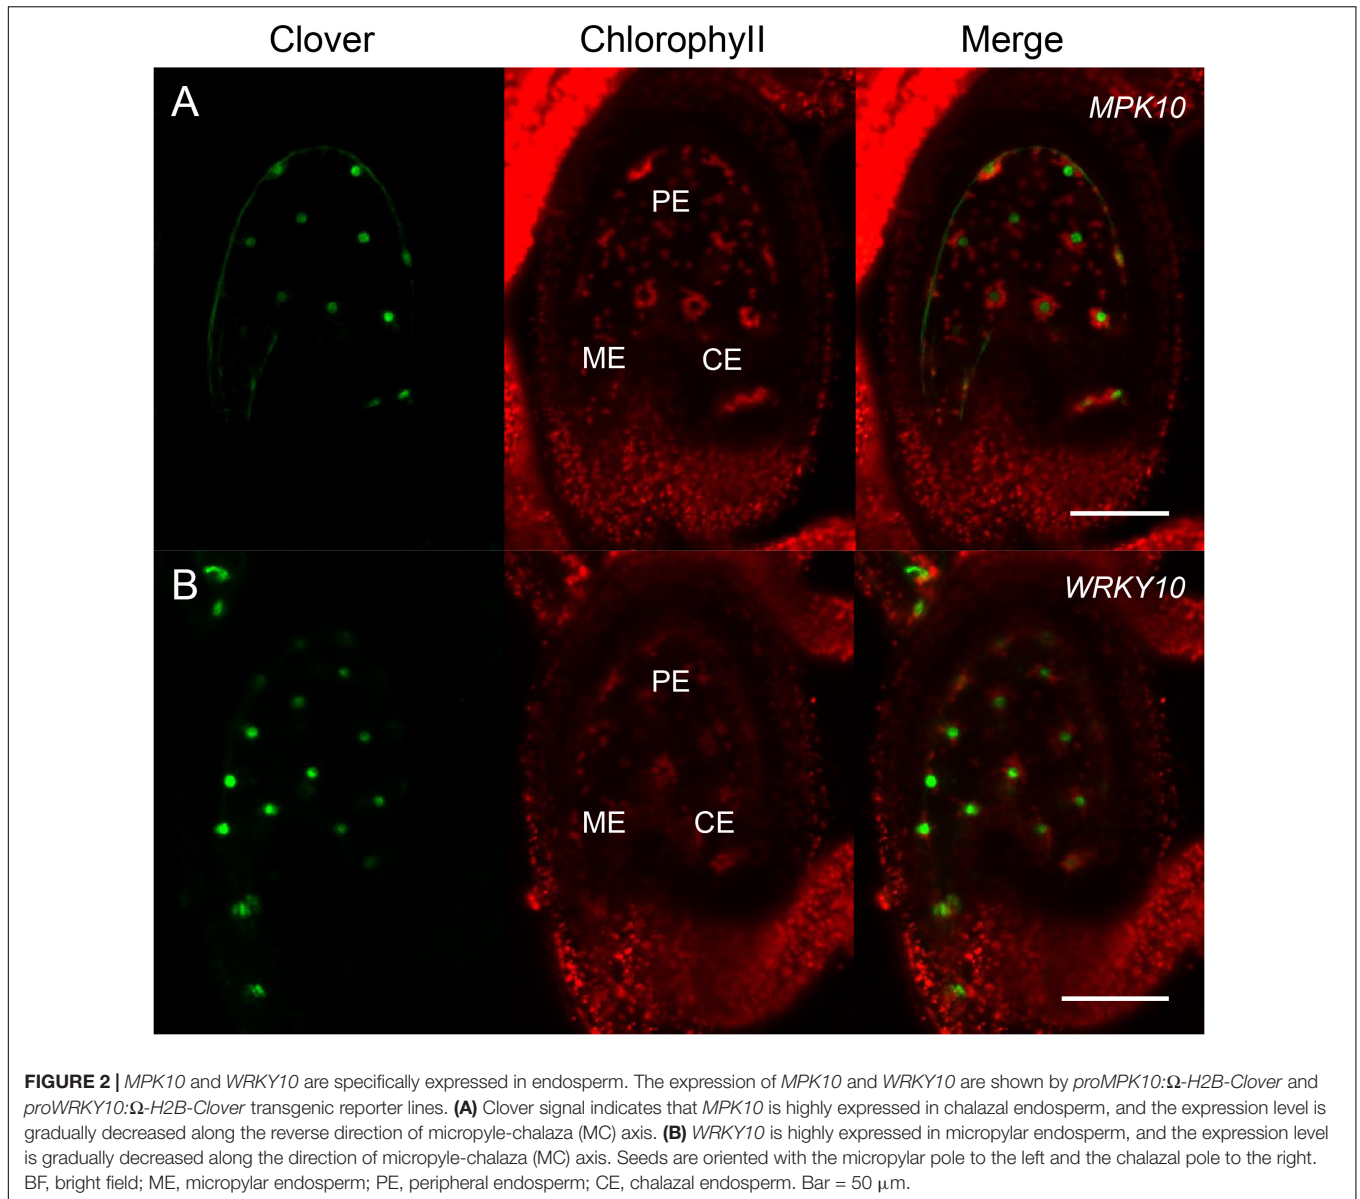 Clover Chlorophyll Merge
A MPK10
PE
ME CE
B WRKY10
PE
ME CE
FIGURE 2 | MPK10 and WRKY10 are specifically expressed in endosperm. The expression of MPK10 and WRKY10 are shown by proMPK10:Ω-H2B-Clover and
proWRKY10:Ω-H2B-Clover transgenic reporter lines. (A) Clover signal indicates that MPK10 is highly expressed in chalazal endosperm, and the expression level is
gradually decreased along the reverse direction of micropyle-chalaza (MC) axis. (B) WRKY10 is highly expressed in micropylar endosperm, and the expression level
is gradually decreased along the direction of micropyle-chalaza (MC) axis. Seeds are oriented with the micropylar pole to the left and the chalazal pole to the right.
BF, bright field; ME, micropylar endosperm; PE, peripheral endosperm; CE, chalazal endosperm. Bar = 50 μm.